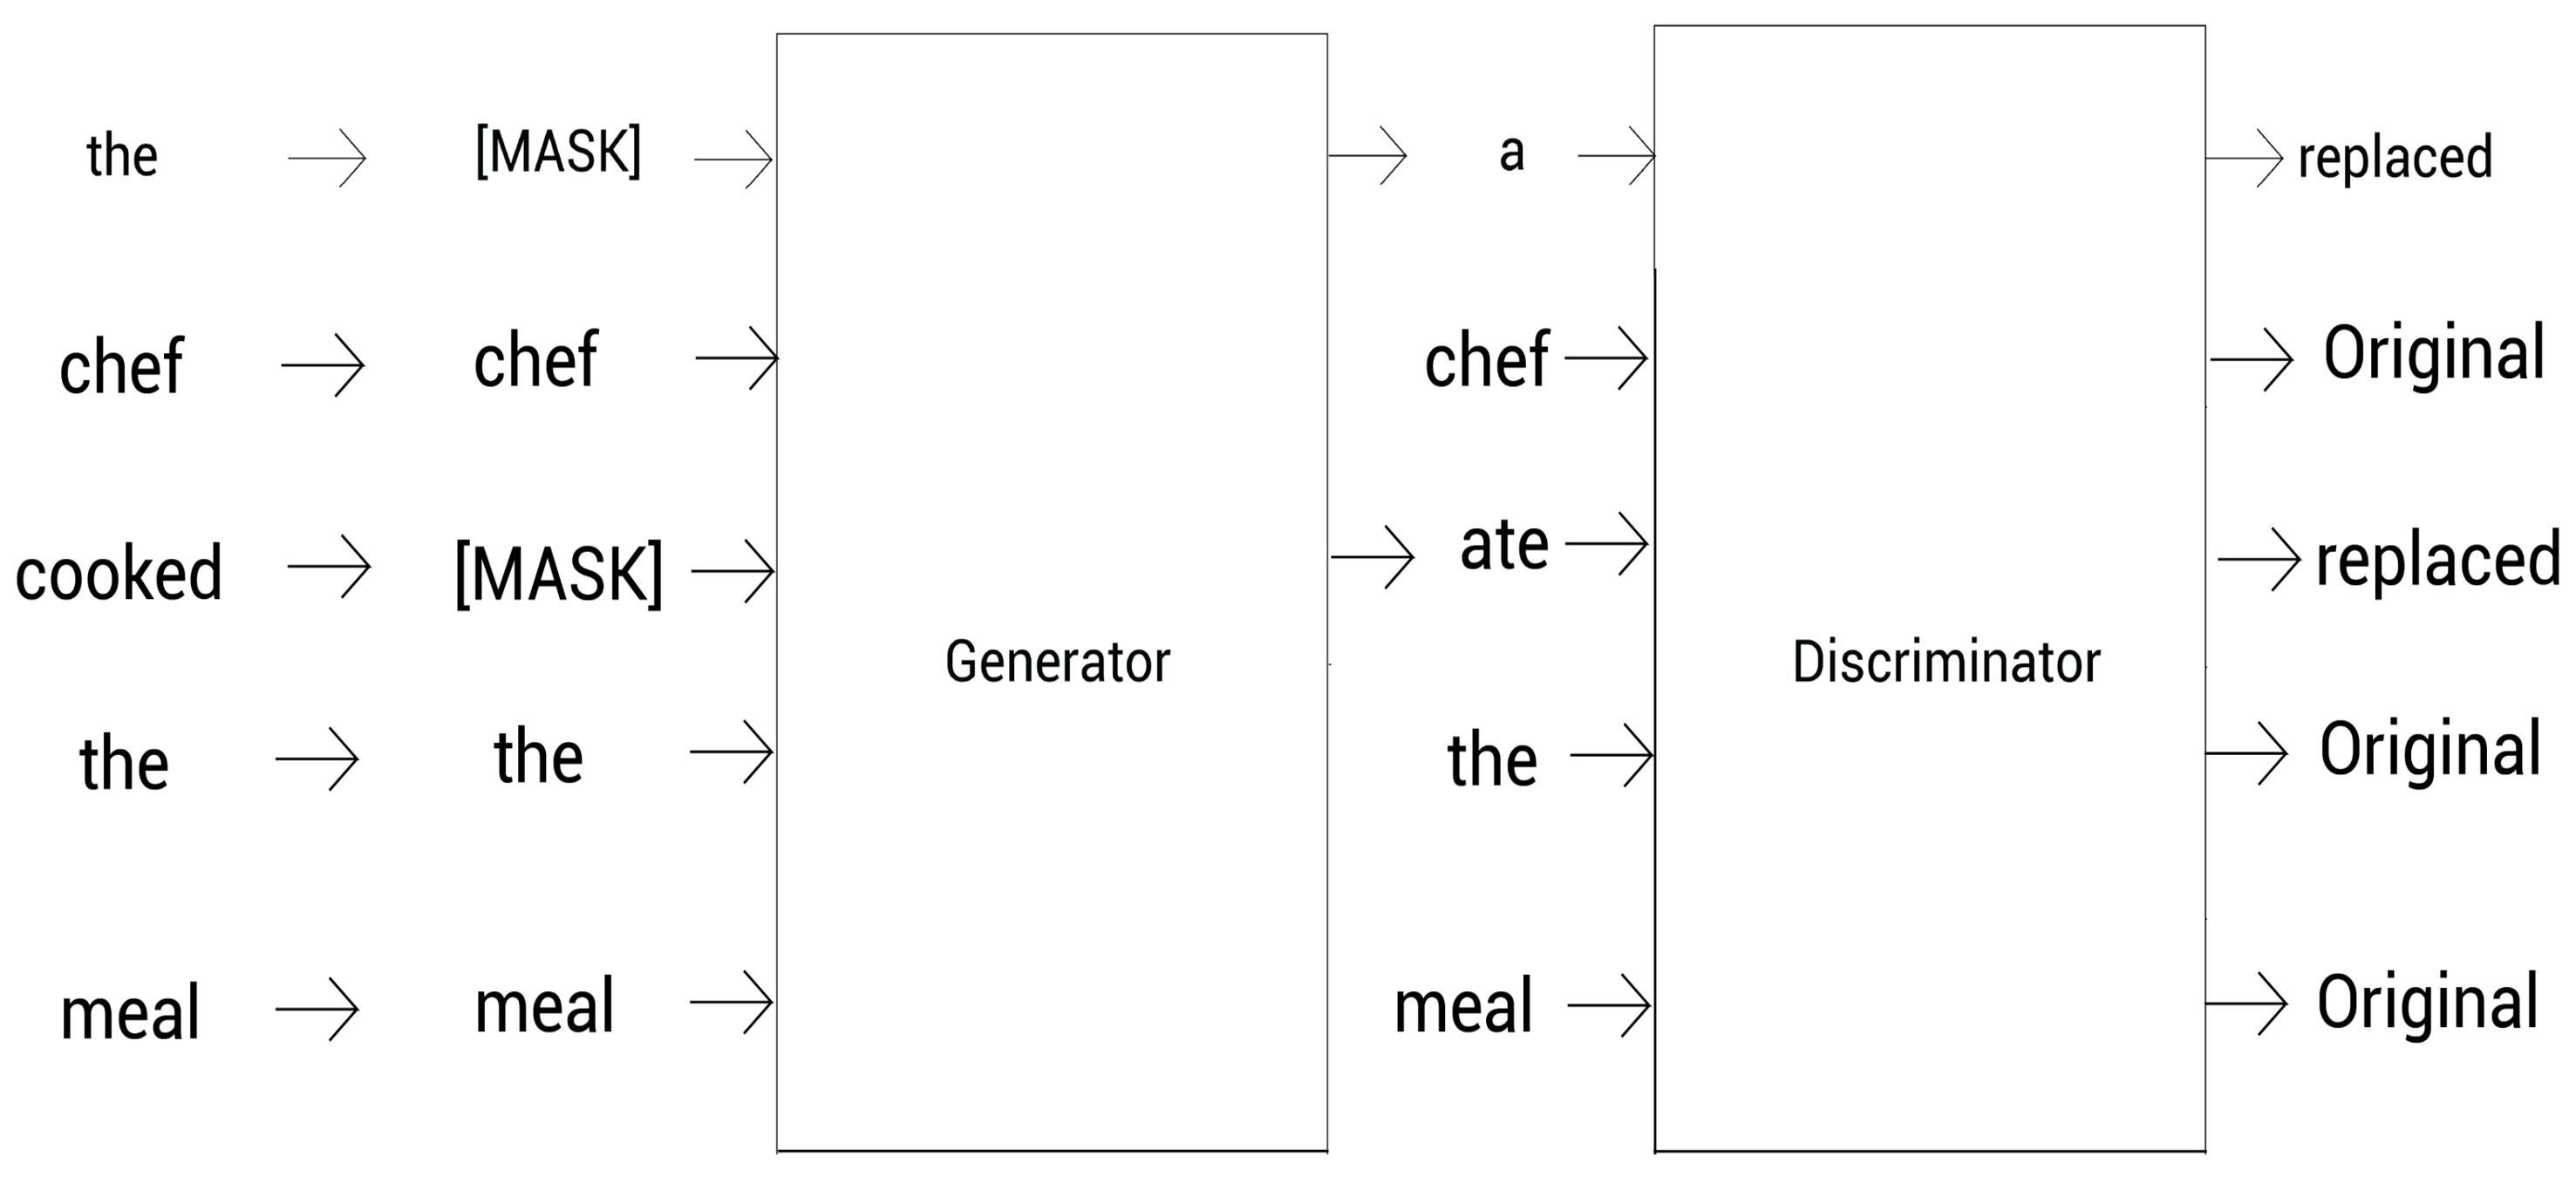 the [MASK] a replaced
chef chef chef Original
cooked [MASK] ate replaced
Generator Discriminator
the the the Original
meal meal meal Original